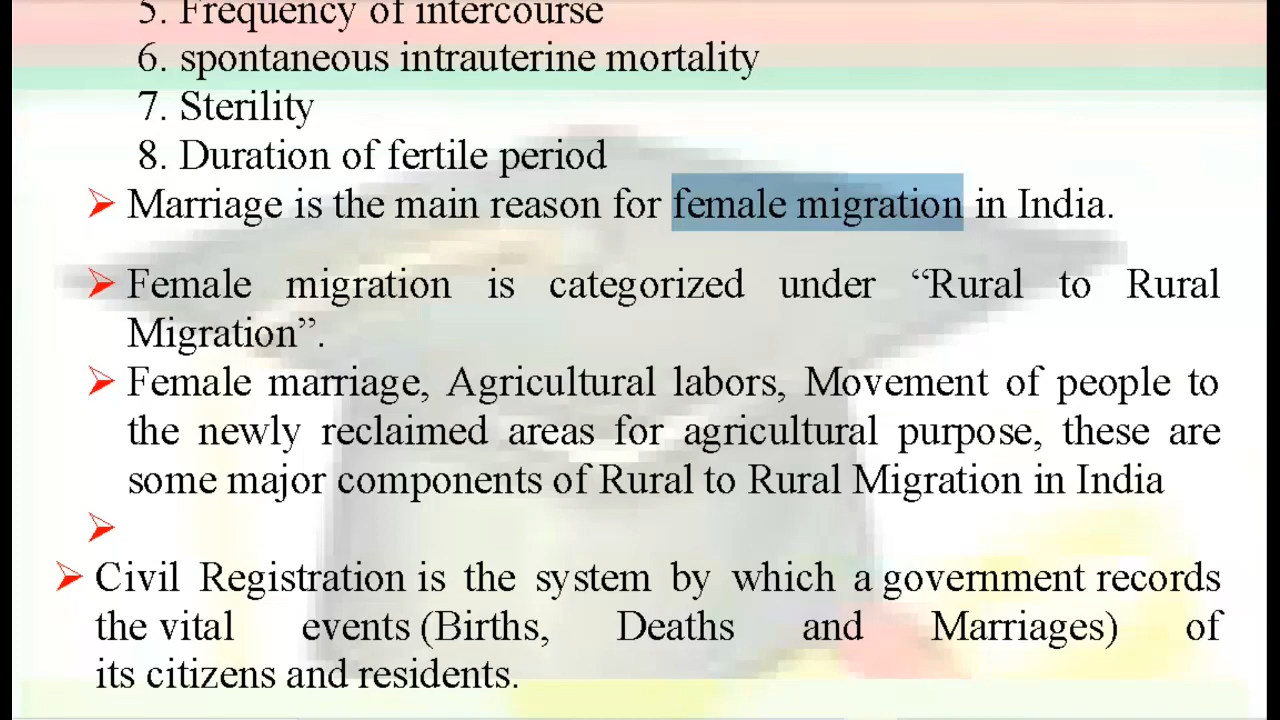 5. Frequency of intercourse
6. spontaneous intrauterine mortality
7. Sterility
8. Duration of fertile period
➢ Marriage is the main reason for female migration in India.
➢ Female migration is categorized under “Rural to Rural
Migration”.
➢ Female marriage, Agricultural labors, Movement of people to
the newly reclaimed areas for agricultural purpose, these are
some major components of Rural to Rural Migration in India
➢
➢ Civil Registration is the system by which a government records
the vital events (Births, Deaths and Marriages) of
its citizens and residents.